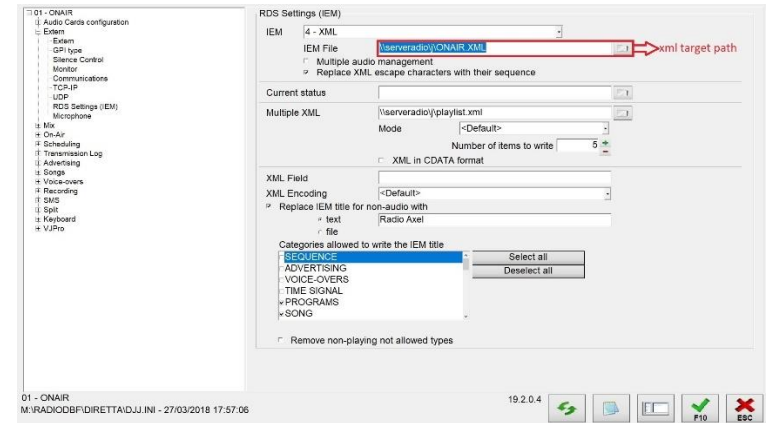 01 - ONAIR
Audio Cards configuration
Extern
Extern
GPI type
Silence Control
Monitor
Communications
TCP-IP
UDP
RDS Settings (IEM)
Microphone
Mix
On-Air
Scheduling
Transmission Log
Advertising
Songs
Voice-overs
Recording
SMS
Split
Keyboard
VJPro
RDS Settings (IEM)
IEM 4 - XML
IEM File \\serveradio\j\ONAIR.XML xml target path
Multiple audio management
Replace XML escape characters with their sequence
Current status
Multiple XML \\serveradio\j\playlist.xml
Mode <Default>
Number of items to write 5
XML in CDATA format
XML Field
XML Encoding <Default>
Replace IEM title for non-audio with
text Radio Axel
file
Categories allowed to write the IEM title
SEQUENCE Select all
ADVERTISING Deselect all
VOICE-OVERS
TIME SIGNAL
PROGRAMS
SONG
Remove non-playing not allowed types
01 - ONAIR 19.2.0.4
M:\RADIODBF\DIRETTA\DJJ.INI - 27/03/2018 17:57:06 F10 ESC